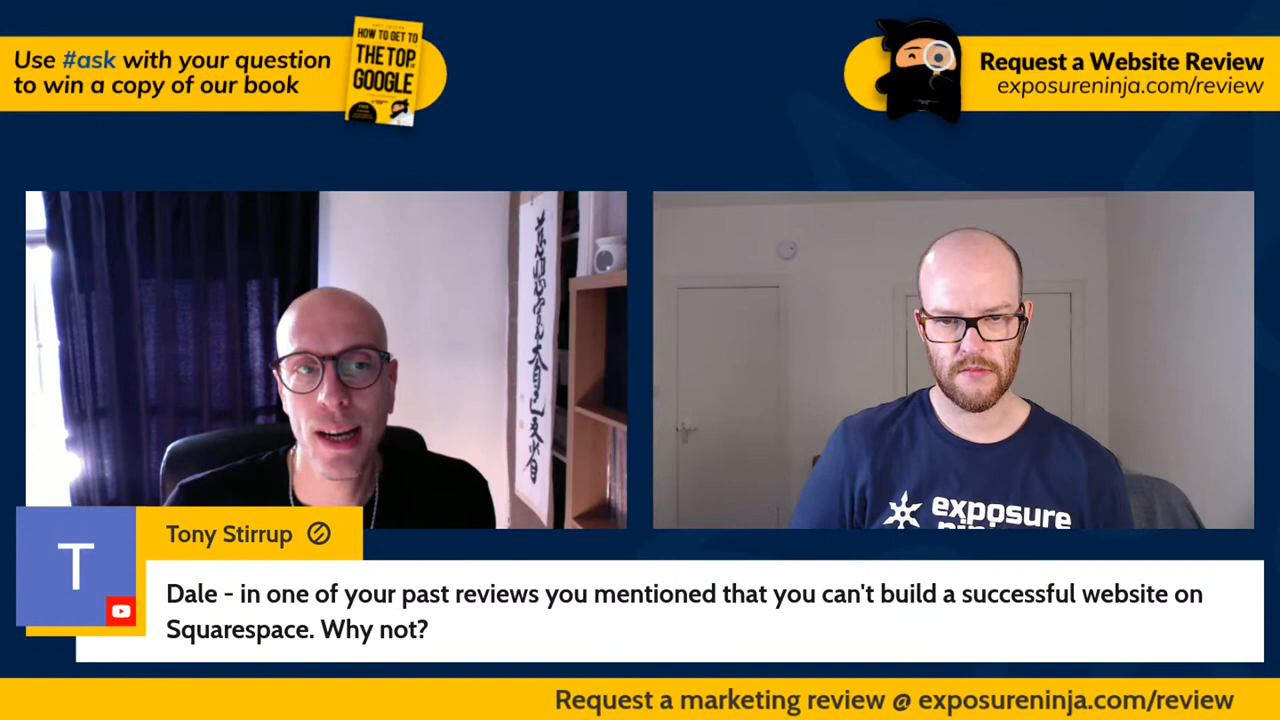 Use #ask with your question
to win a copy of our book
HOW TO GET TO
THE TOP
GOOGLE
Request a Website Review
exposureninja.com/review
exposure
T
Tony Stirrup
Dale - in one of your past reviews you mentioned that you can't build a successful website on
Squarespace. Why not?
Request a marketing review @ exposureninja.com/review